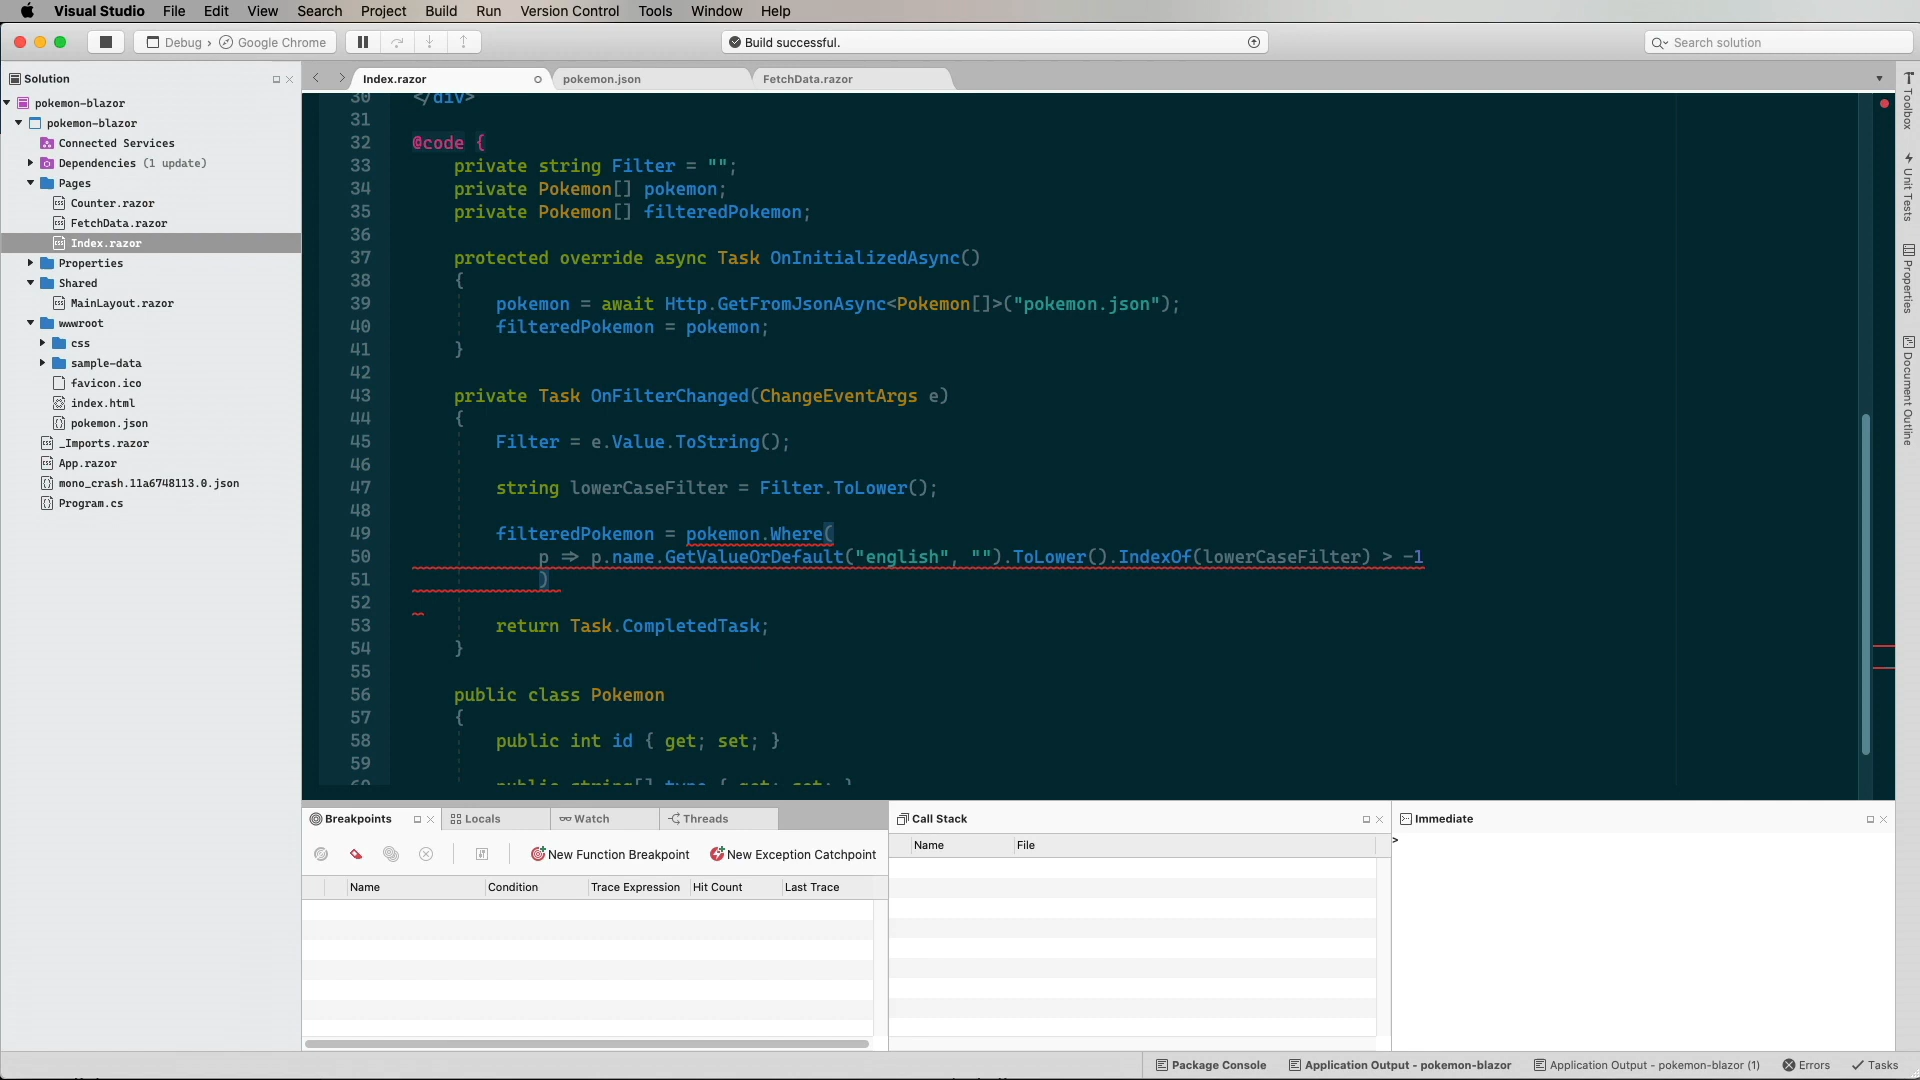 Visual Studio File Edit View Search Project Build Run Version Control Tools Window Help
Debug › Google Chrome
Build successful.
Search solution
Solution
pokemon-blazor
pokemon-blazor
Connected Services
Dependencies (1 update)
Pages
Counter.razor
FetchData.razor
Index.razor
Properties
Shared
MainLayout.razor
wwwroot
css
sample-data
favicon.ico
index.html
pokemon.json
_Imports.razor
App.razor
mono_crash.11a6748113.0.json
Program.cs
Index.razor pokemon.json FetchData.razor
30 </div>
31
32 @code {
33 private string Filter = "";
34 private Pokemon[] pokemon;
35 private Pokemon[] filteredPokemon;
36
37 protected override async Task OnInitializedAsync()
38 {
39 pokemon = await Http.GetFromJsonAsync<Pokemon[]>("pokemon.json");
40 filteredPokemon = pokemon;
41 }
42
43 private Task OnFilterChanged(ChangeEventArgs e)
44 {
45 Filter = e.Value.ToString();
46
47 string lowerCaseFilter = Filter.ToLower();
48
49 filteredPokemon = pokemon.Where(
50 p => p.name.GetValueOrDefault("english", "").ToLower().IndexOf(lowerCaseFilter) > -1
51 )
52
53 return Task.CompletedTask;
54 }
55
56 public class Pokemon
57 {
58 public int id { get; set; }
59
60 public string[] type { get; set; }
Toolbox
Unit Tests
Properties
Document Outline
Breakpoints Locals Watch Threads
New Function Breakpoint New Exception Catchpoint
Name Condition Trace Expression Hit Count Last Trace
Call Stack
Name File
Immediate
>
Package Console Application Output - pokemon-blazor Application Output - pokemon-blazor (1) Errors Tasks